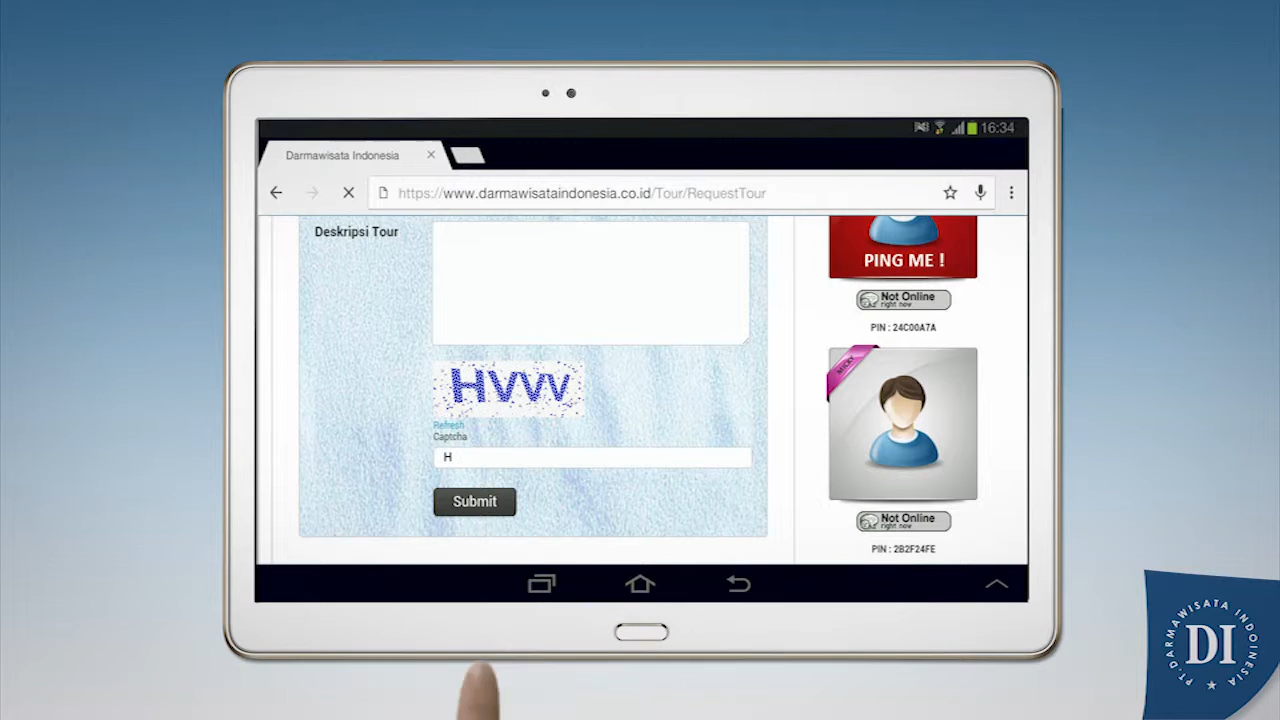 16:34
Darmawisata Indonesia
https://www.darmawisataindonesia.co.id/Tour/RequestTour
Deskripsi Tour
PING ME !
Not Online
right now
PIN : 24C00A7A
HVVV
Refresh
Captcha
H
Submit
Not Online
right now
PIN : 2B2F24FE
PT. DARMAWISATA INDONESIA
DI